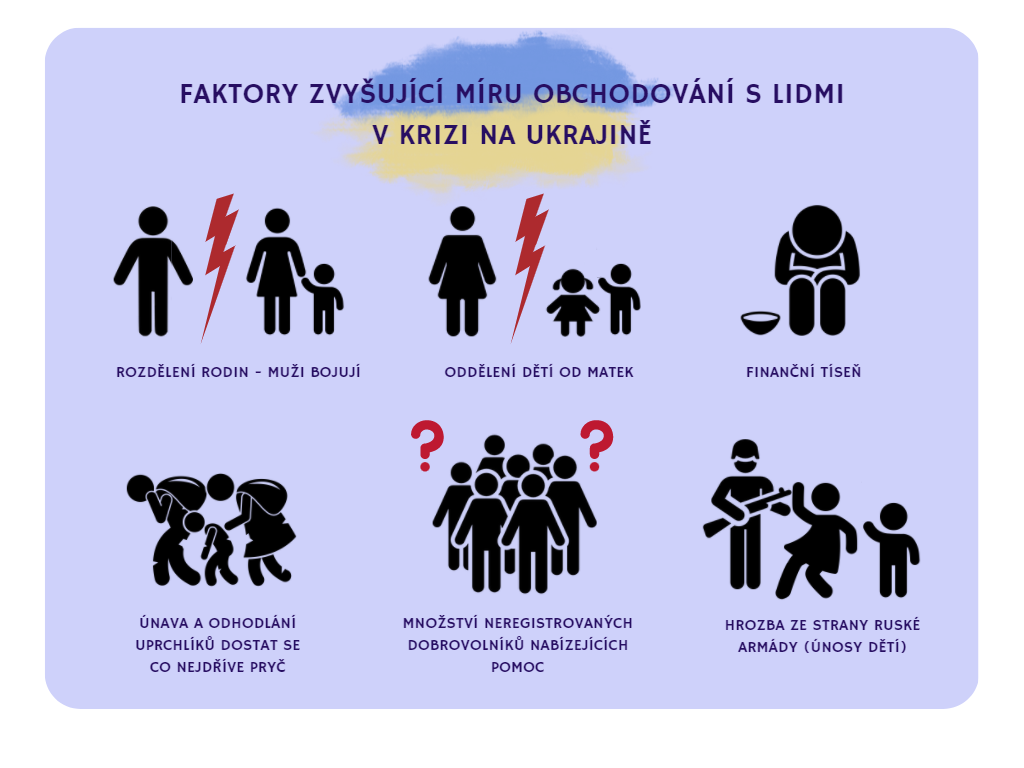 FAKTORY ZVYŠUJÍCÍ MÍRU OBCHODOVÁNÍ S LIDMI
V KRIZI NA UKRAJINĚ
ROZDĚLENÍ RODIN - MUŽI BOJUJÍ
ODDĚLENÍ DĚTÍ OD MATEK
FINANČNÍ TÍSEŇ
ÚNAVA A ODHODLÁNÍ
UPRCHLÍKŮ DOSTAT SE
CO NEJDŘÍVE PRYČ
? ?
MNOŽSTVÍ NEREGISTROVANÝCH
DOBROVOLNÍKŮ NABÍZEJÍCÍCH
POMOC
HROZBA ZE STRANY RUSKÉ
ARMÁDY (ÚNOSY DĚTÍ)